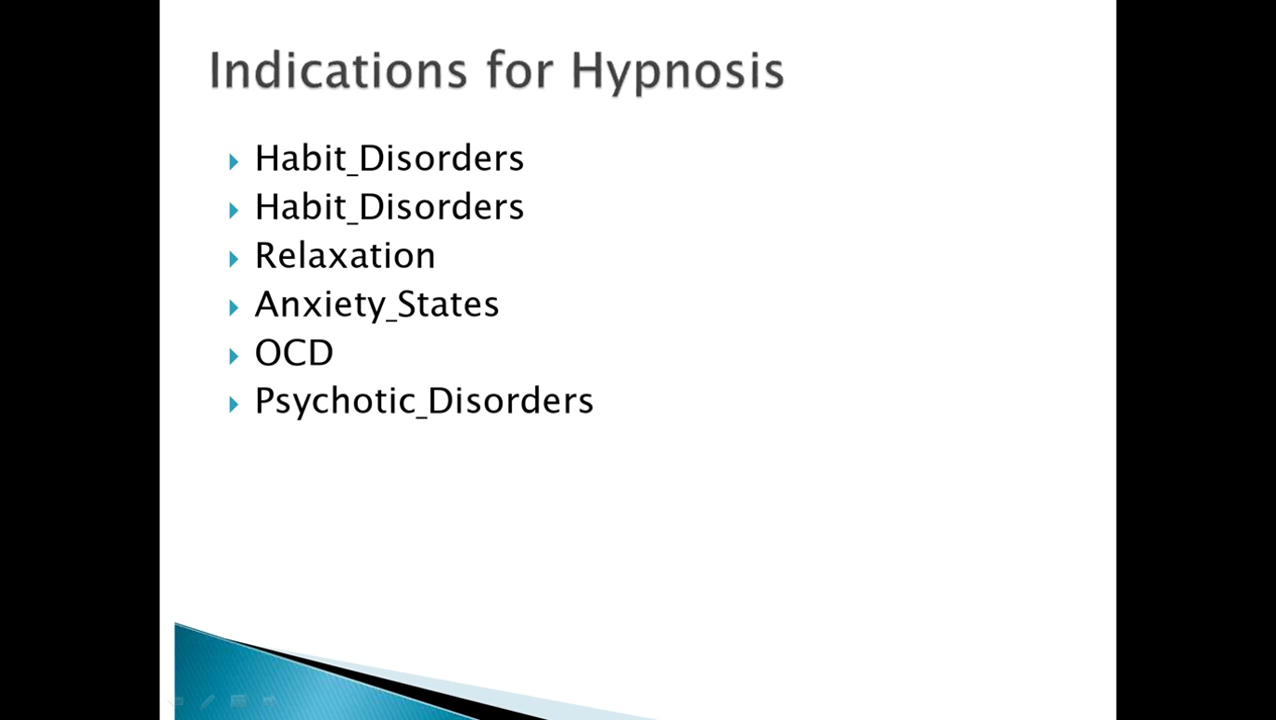 Indications for Hypnosis
Habit_Disorders
Habit_Disorders
Relaxation
Anxiety_States
OCD
Psychotic_Disorders